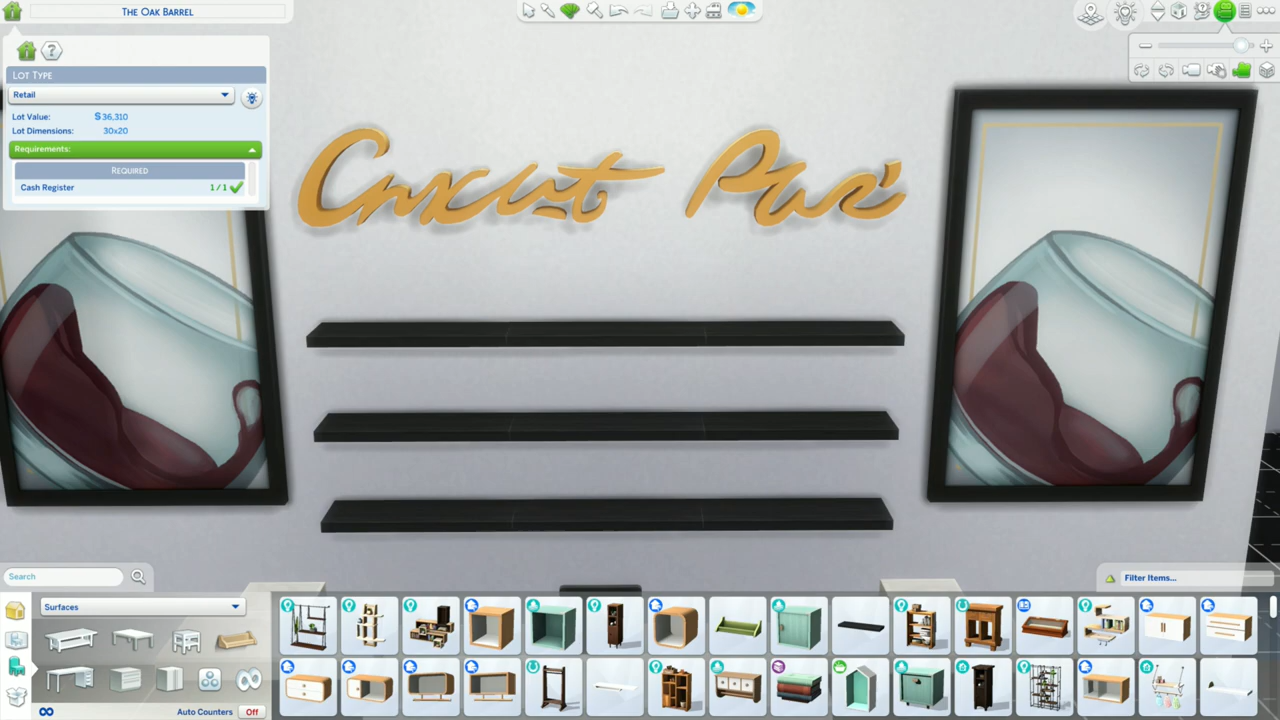 THE OAK BARREL
LOT TYPE
Retail
Lot Value: $36,310
Lot Dimensions: 30x20
Requirements:
REQUIRED
Cash Register 1/1
Search
Filter Items...
Surfaces
Auto Counters Off